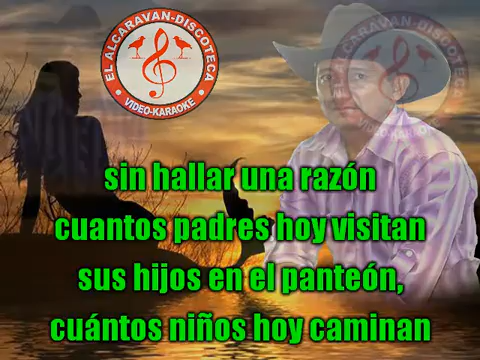 EL ALCARAVAN-DISCOTECA
VIDEO-KARAOKE
sin hallar una razón
cuantos padres hoy visitan
sus hijos en el panteón,
cuántos niños hoy caminan